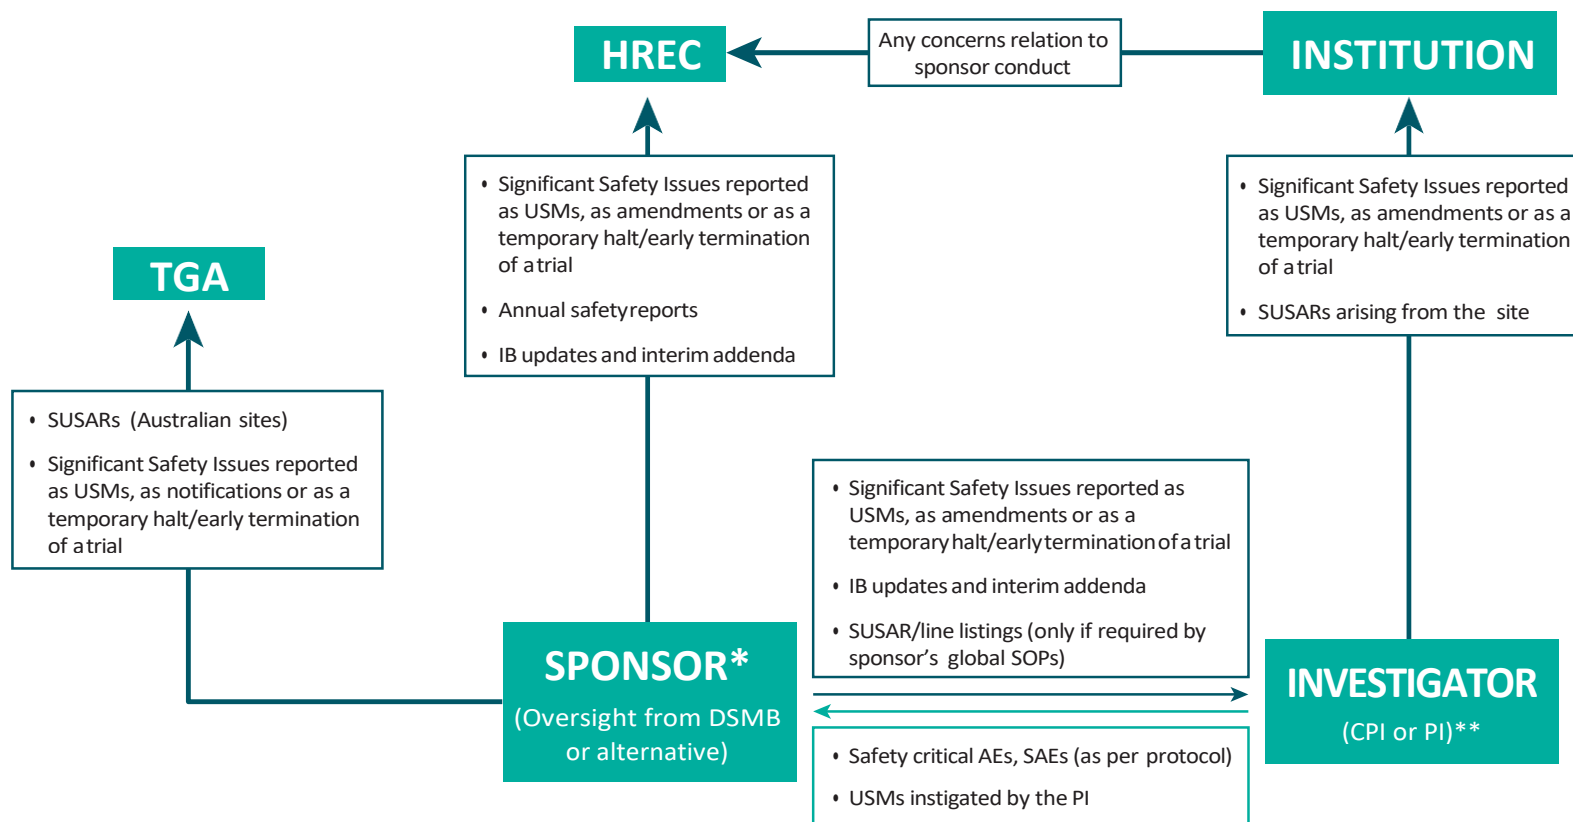 HREC
Any concerns relation to
sponsor conduct
INSTITUTION
• Significant Safety Issues reported
as USMs, as amendments or as a
temporary halt/early termination
of a trial
• Annual safety reports
• IB updates and interim addenda
• Significant Safety Issues reported
as USMs, as amendments or as a
temporary halt/early termination
of a trial
• SUSARs arising from the site
TGA
• SUSARs (Australian sites)
• Significant Safety Issues reported
as USMs, as notifications or as a
temporary halt/early termination
of a trial
• Significant Safety Issues reported as
USMs, as amendments or as a
temporary halt/early termination of a trial
• IB updates and interim addenda
• SUSAR/line listings (only if required by
sponsor’s global SOPs)
SPONSOR*
(Oversight from DSMB
or alternative)
INVESTIGATOR
(CPI or PI)**
• Safety critical AEs, SAEs (as per protocol)
• USMs instigated by the PI